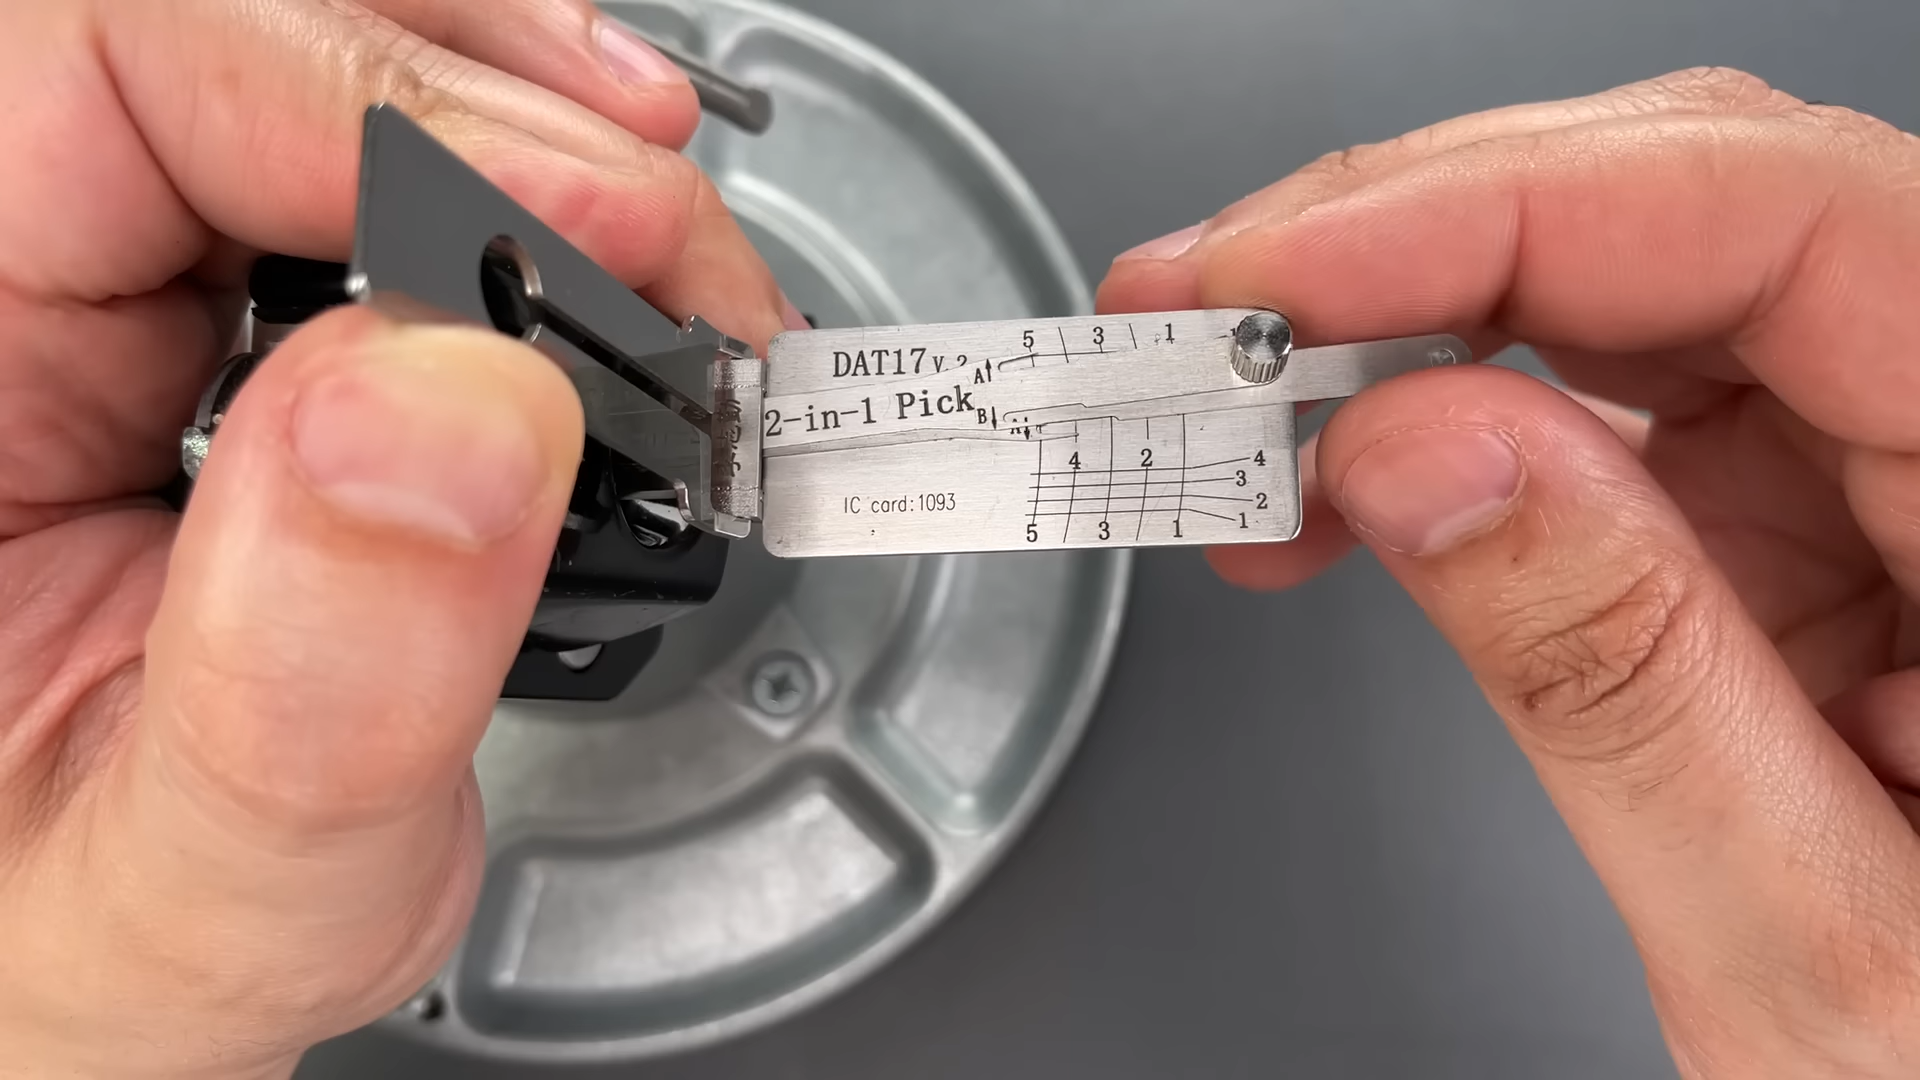 5 3 1
DAT17 v.2
A↑
2-in-1 Pick
B↓
4 2 4
3
IC card:1093
2
1
5 3 1